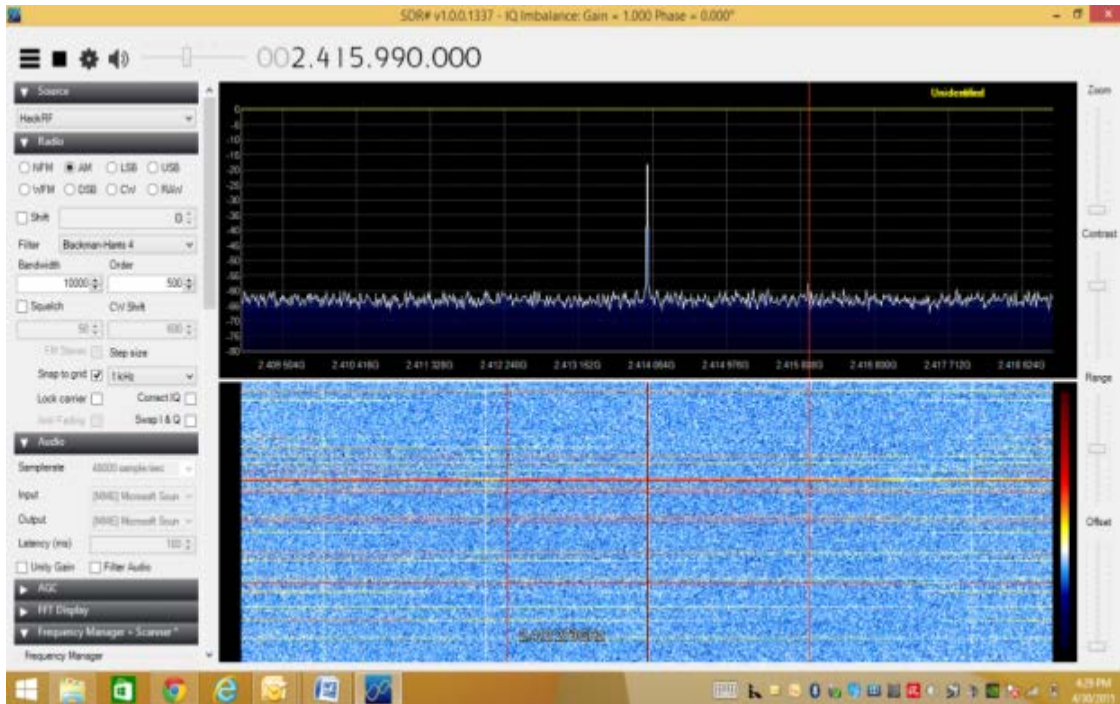 SDR# v1.0.0.1337 - IQ Imbalance: Gain = 1.000 Phase = 0.000°
002.415.990.000
Source
HackRF
Radio
NFM AM LSB USB
WFM DSB CW RAW
Shift 0
Filter Blackman-Harris 4
Bandwidth Order
10000 500
Squelch CW Shift
50 600
FM Stereo Step size
Snap to grid 1 kHz
Lock carrier Correct IQ
Anti Fading Swap I & Q
Audio
Samplerate 48000 sample/sec
Input [MME] Microsoft Soun
Output [MME] Microsoft Soun
Latency (ms) 100
Unity Gain Filter Audio
AGC
FFT Display
Frequency Manager + Scanner *
Frequency Manager
Unidentified
0
-5
-10
-15
-20
-25
-30
-35
-40
-45
-50
-55
-60
-65
-70
-75
-80
2.409 504G 2.410 416G 2.411 328G 2.412 240G 2.413 152G 2.414 064G 2.414 976G 2.415 888G 2.416 800G 2.417 712G 2.418 624G
Zoom
Contrast
Range
Offset
4:29 PM